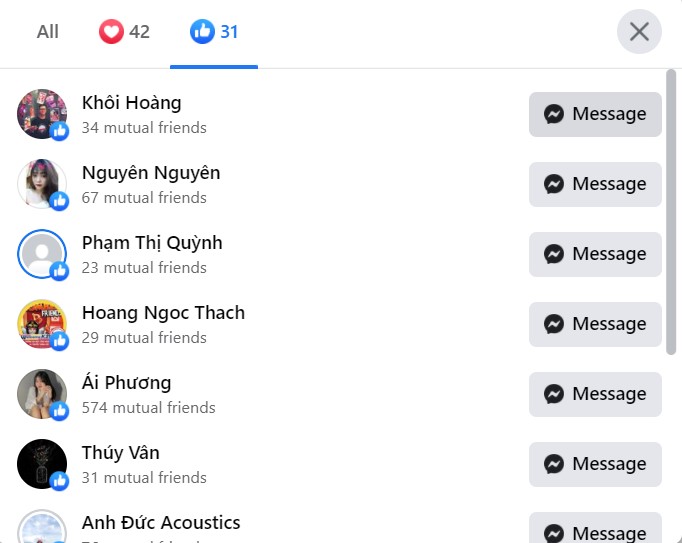 All
42
31
Khôi Hoàng
34 mutual friends
Message
Nguyên Nguyên
67 mutual friends
Message
Phạm Thị Quỳnh
23 mutual friends
Message
Hoang Ngoc Thach
29 mutual friends
Message
Ái Phương
574 mutual friends
Message
Thúy Vân
31 mutual friends
Message
Anh Đức Acoustics
Message